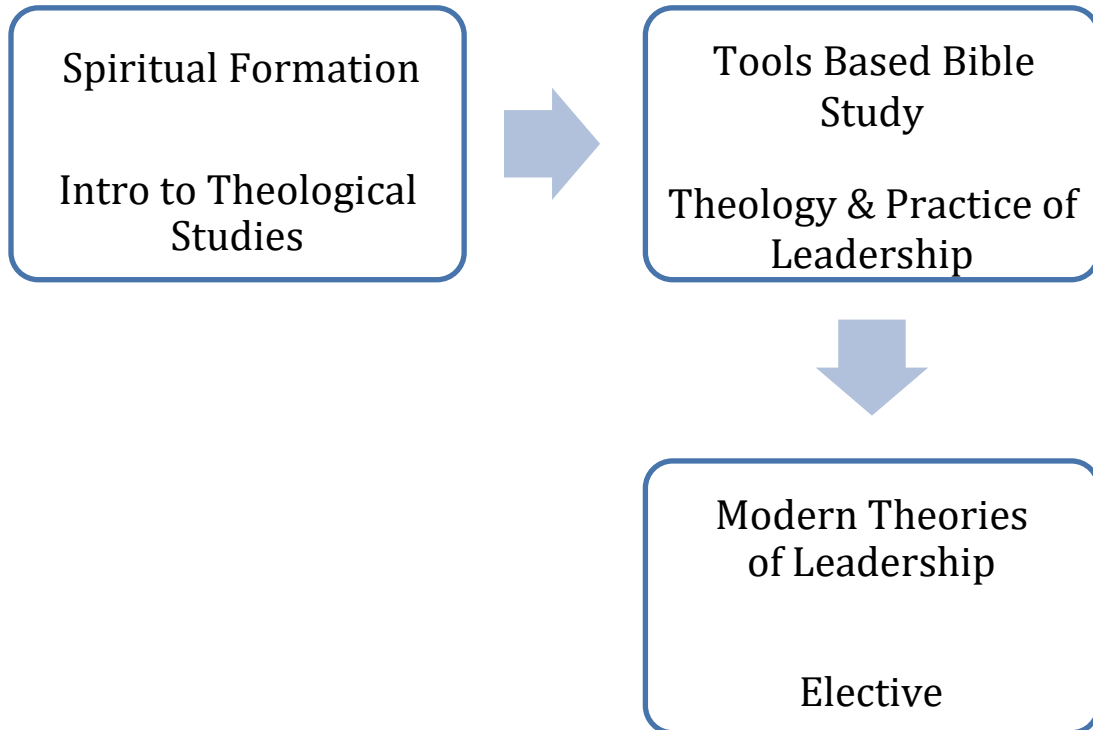 Spiritual Formation
Intro to Theological
Studies
Tools Based Bible
Study
Theology & Practice of
Leadership
Modern Theories
of Leadership
Elective